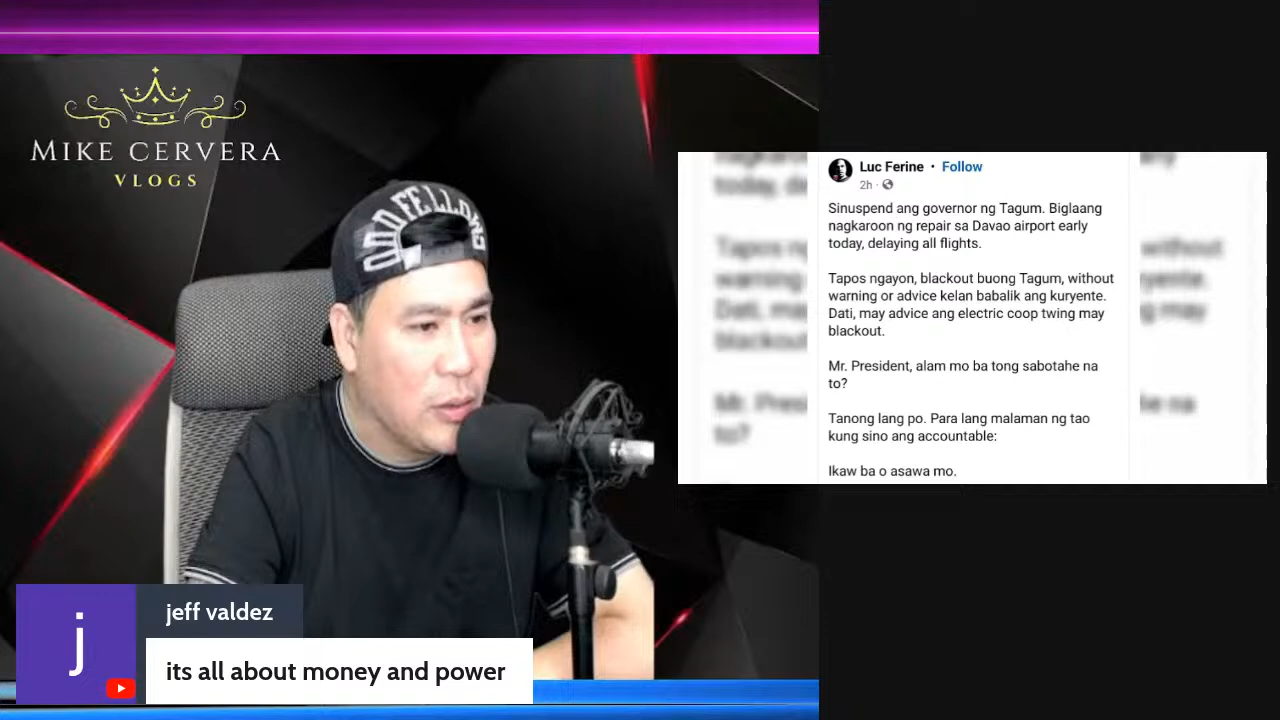 MIKE CERVERA
VLOGS
ODD FELLOWS
Luc Ferine • Follow
2h ·
Sinuspend ang governor ng Tagum. Biglaang
nagkaroon ng repair sa Davao airport early
today, delaying all flights.
Tapos ngayon, blackout buong Tagum, without
warning or advice kelan babalik ang kuryente.
Dati, may advice ang electric coop twing may
blackout.
Mr. President, alam mo ba tong sabotahe na
to?
Tanong lang po. Para lang malaman ng tao
kung sino ang accountable:
Ikaw ba o asawa mo.
j
jeff valdez
its all about money and power